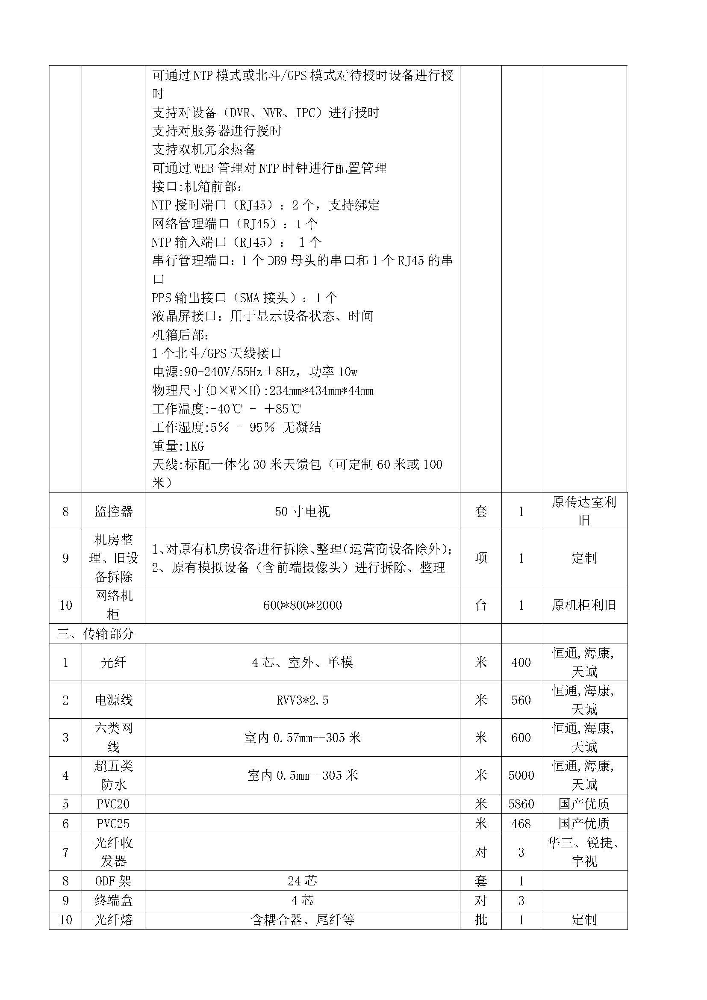 可通过NTP模式或北斗/GPS模式对待授时设备进行授
时
支持对设备（DVR、NVR、IPC）进行授时
支持对服务器进行授时
支持双机冗余热备
可通过WEB管理对NTP时钟进行配置管理
接口:机箱前部：
NTP授时端口（RJ45）：2个，支持绑定
网络管理端口（RJ45）：1个
NTP输入端口（RJ45）： 1个
串行管理端口：1个DB9母头的串口和1个RJ45的串
口
PPS输出接口（SMA接头）：1个
液晶屏接口：用于显示设备状态、时间
机箱后部：
1个北斗/GPS天线接口
电源:90-240V/55Hz±8Hz，功率10w
物理尺寸(D×W×H):234mm*434mm*44mm
工作温度:-40℃ - ＋85℃
工作湿度:5% - 95% 无凝结
重量:1KG
天线:标配一体化30米天馈包（可定制60米或100
米）
8 监控器 50寸电视 套 1 原传达室利
旧
机房整
9 理、旧设 1、对原有机房设备进行拆除、整理（运营商设备除外）； 项 1 定制
备拆除 2、原有模拟设备（含前端摄像头）进行拆除、整理
网络机
10 柜 600*800*2000 台 1 原机柜利旧
三、传输部分
1 光纤 4芯、室外、单模 米 400 恒通,海康,
天诚
2 电源线 RVV3*2.5 米 560 恒通,海康,
天诚
3 六类网 室内0.57mm--305米 米 600 恒通,海康,
线 天诚
4 超五类 室内0.5mm--305米 米 5000 恒通,海康,
防水 天诚
5 PVC20 米 5860 国产优质
6 PVC25 米 468 国产优质
7 光纤收 对 3 华三、锐捷、
发器 宇视
8 ODF架 24芯 套 1
9 终端盒 4芯 对 3
10 光纤熔 含耦合器、尾纤等 批 1 定制